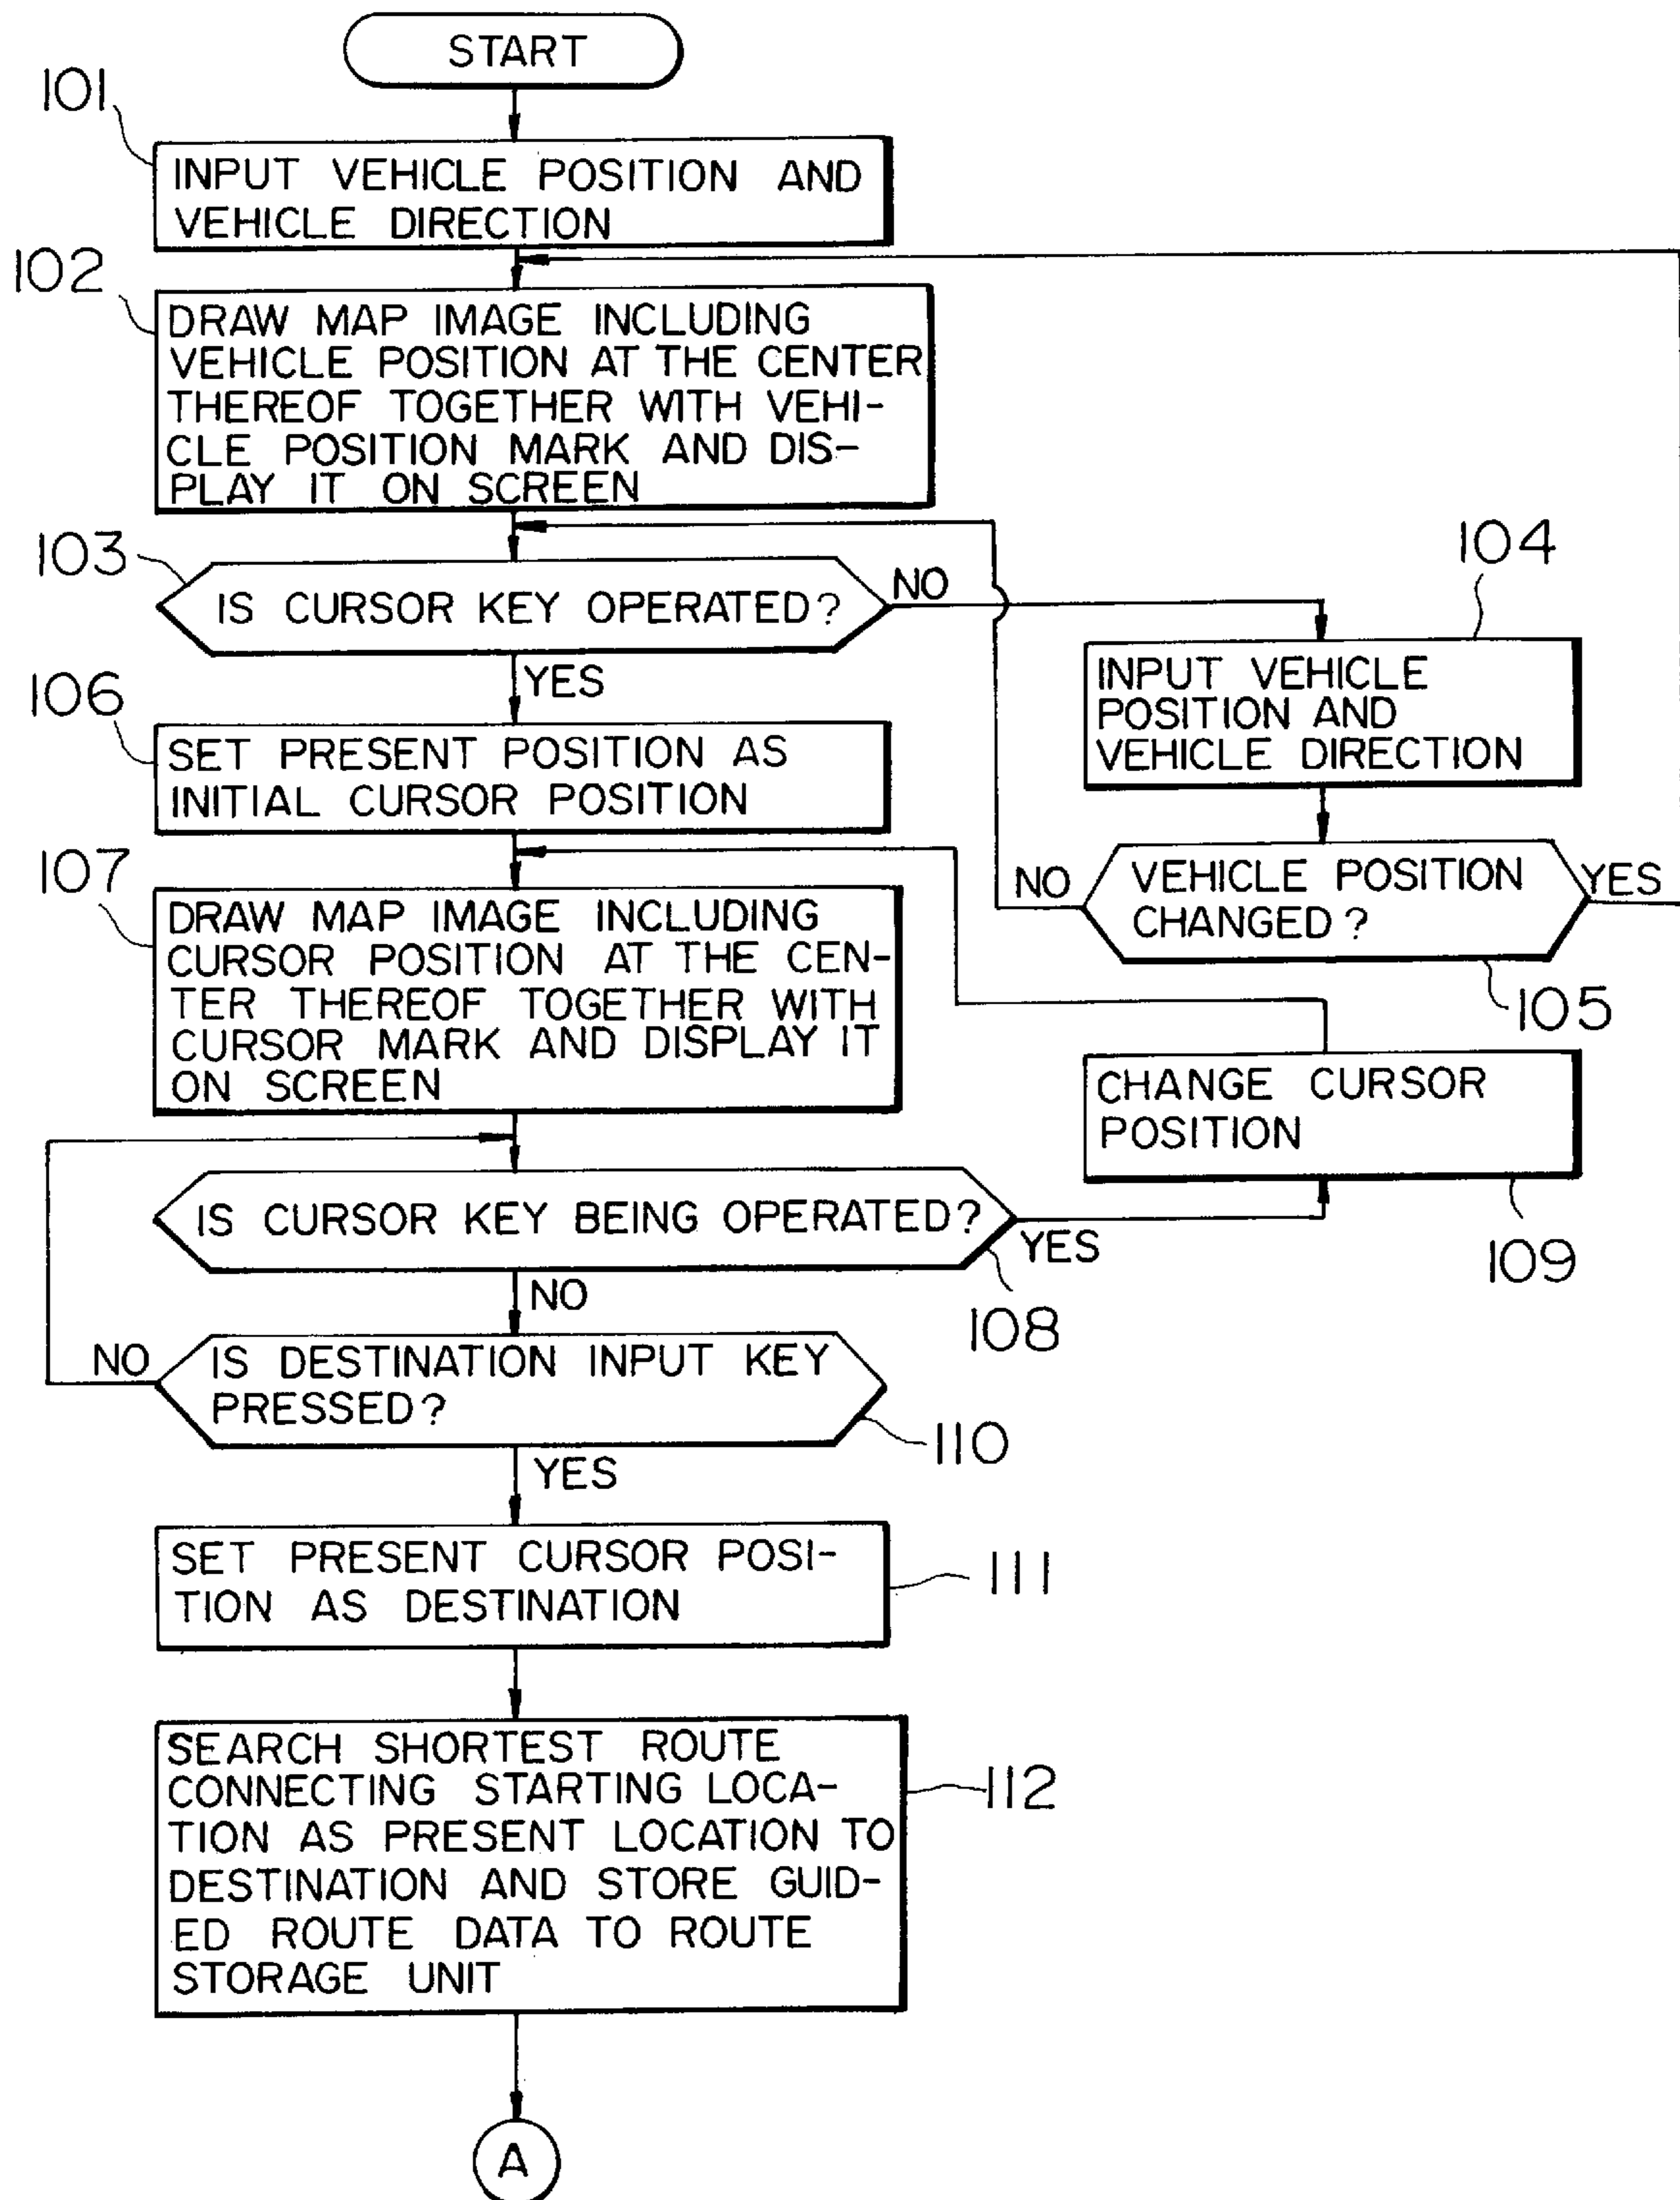 START
101
INPUT VEHICLE POSITION AND
VEHICLE DIRECTION
102
DRAW MAP IMAGE INCLUDING
VEHICLE POSITION AT THE CENTER
THEREOF TOGETHER WITH VEHI-
CLE POSITION MARK AND DIS-
PLAY IT ON SCREEN
103
IS CURSOR KEY OPERATED?
NO
YES
104
INPUT VEHICLE
POSITION AND
VEHICLE DIRECTION
NO
VEHICLE POSITION
CHANGED?
YES
105
106
SET PRESENT POSITION AS
INITIAL CURSOR POSITION
107
DRAW MAP IMAGE INCLUDING
CURSOR POSITION AT THE CEN-
TER THEREOF TOGETHER WITH
CURSOR MARK AND DISPLAY IT
ON SCREEN
IS CURSOR KEY BEING OPERATED?
YES
NO
108
CHANGE CURSOR
POSITION
109
NO
IS DESTINATION INPUT KEY
PRESSED?
110
YES
SET PRESENT CURSOR POSI-
TION AS DESTINATION
111
SEARCH SHORTEST ROUTE
CONNECTING STARTING LOCA-
TION AS PRESENT LOCATION TO
DESTINATION AND STORE GUID-
ED ROUTE DATA TO ROUTE
STORAGE UNIT
112
A